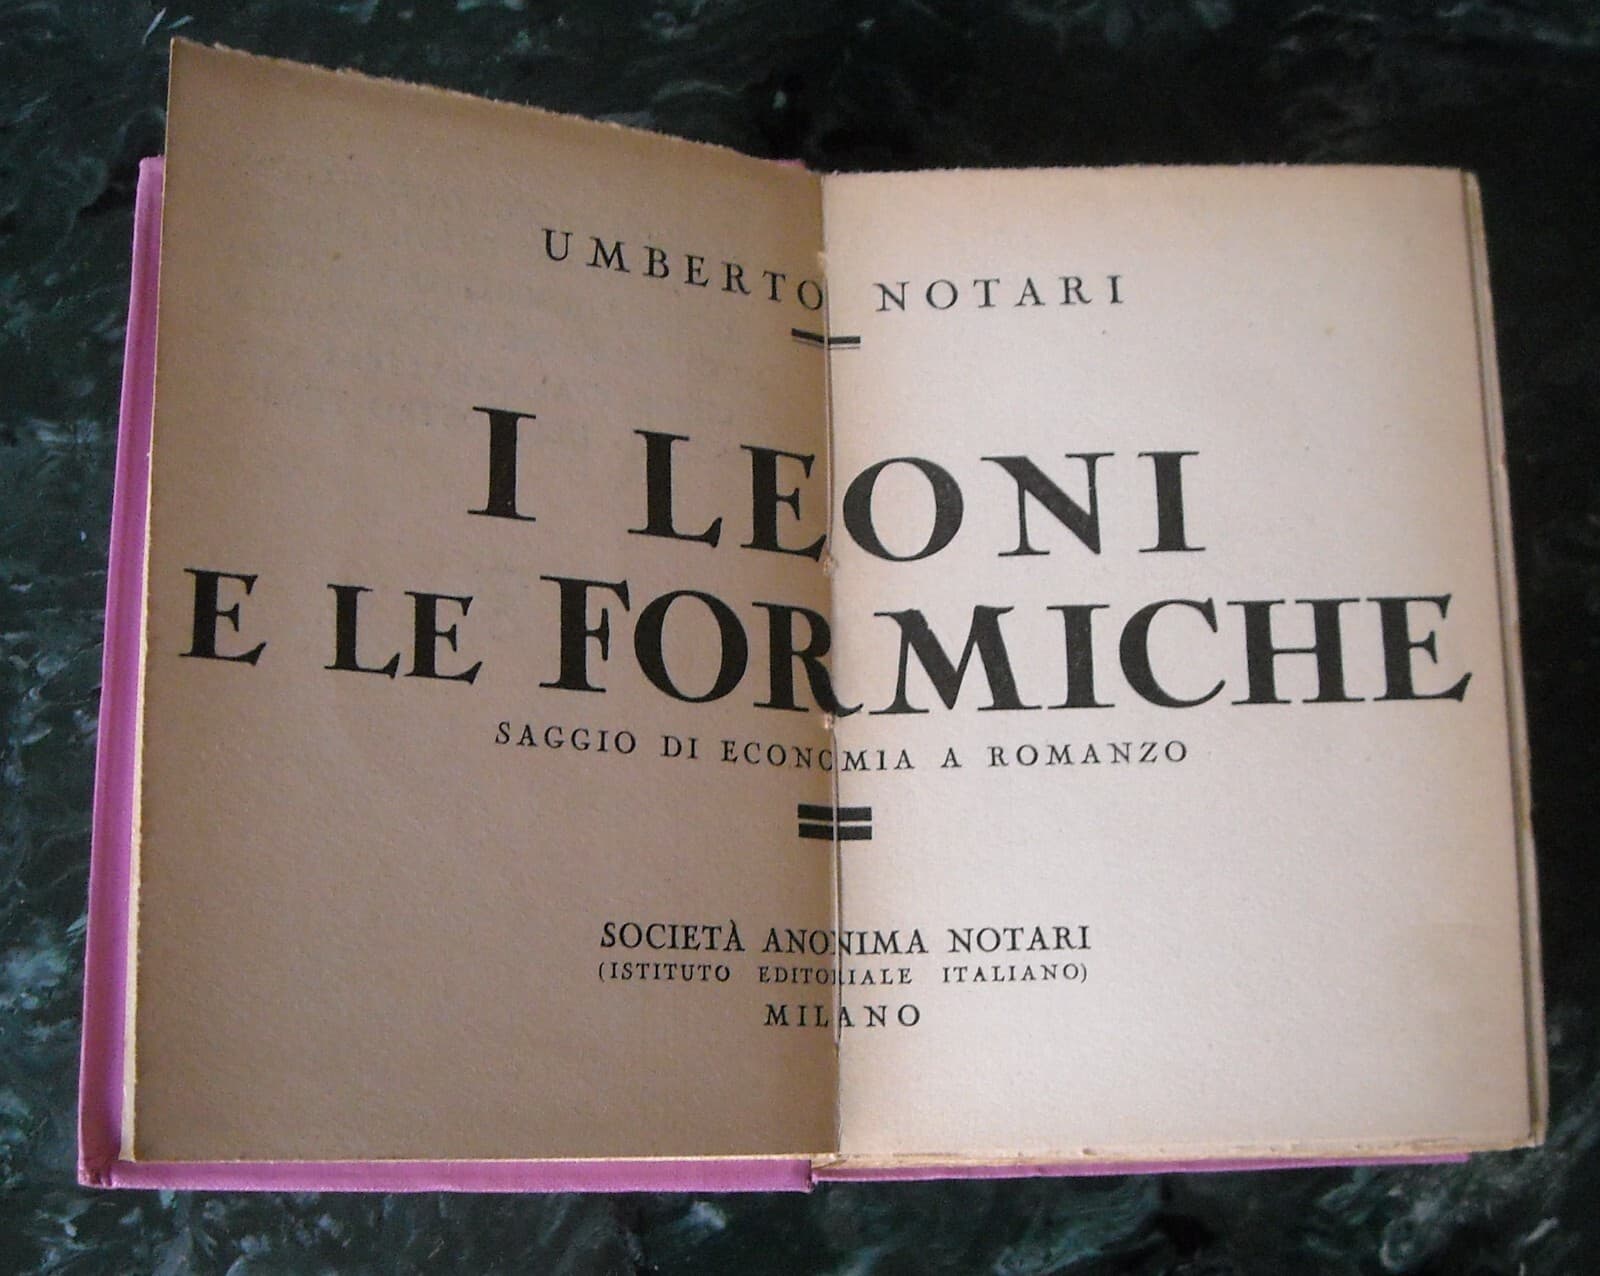 UMBERTO NOTARI
I LEONI
E LE FORMICHE
SAGGIO DI ECONOMIA A ROMANZO
SOCIETÀ ANONIMA NOTARI
(ISTITUTO EDITORIALE ITALIANO)
MILANO